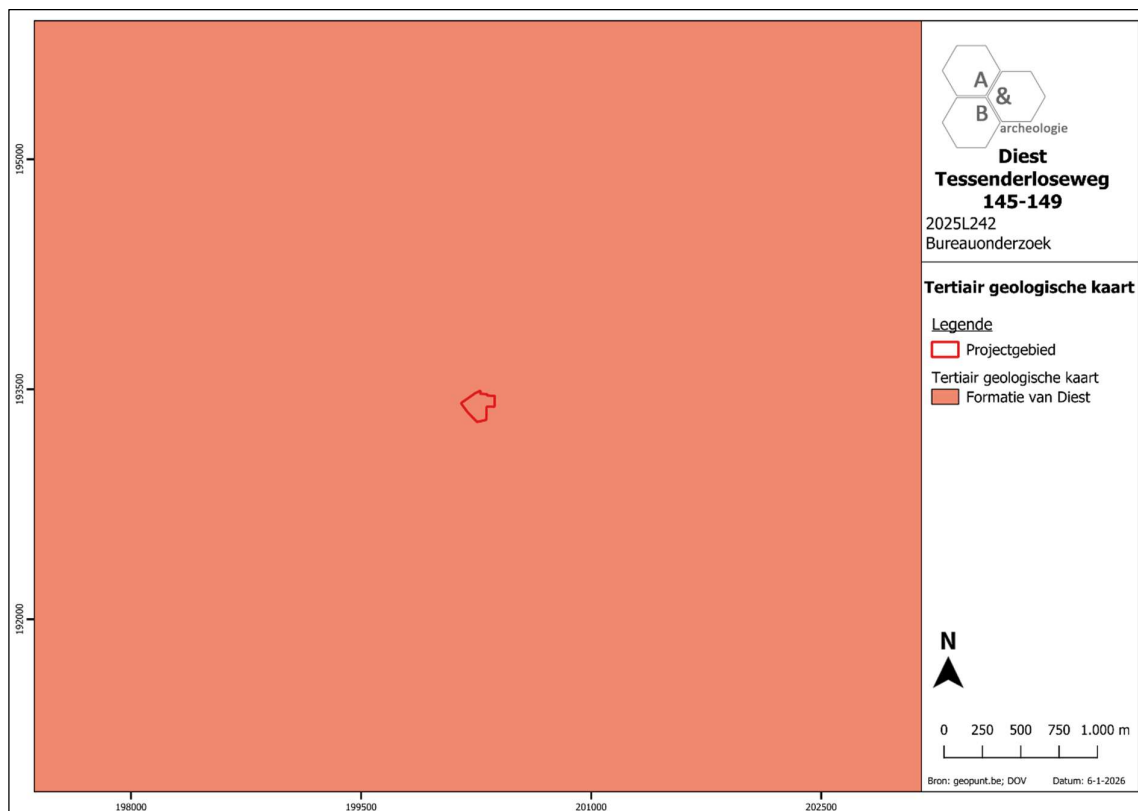 A
&
B
archeologie
Diest
Tessenderloseweg
145-149
2025L242
Bureauonderzoek
Tertiair geologische kaart
Legende
Projectgebied
Tertiair geologische kaart
Formatie van Diest
N
0 250 500 750 1.000 m
Bron: geopunt.be; DOV Datum: 6-1-2026
195000
193500
192000
198000 199500 201000 202500